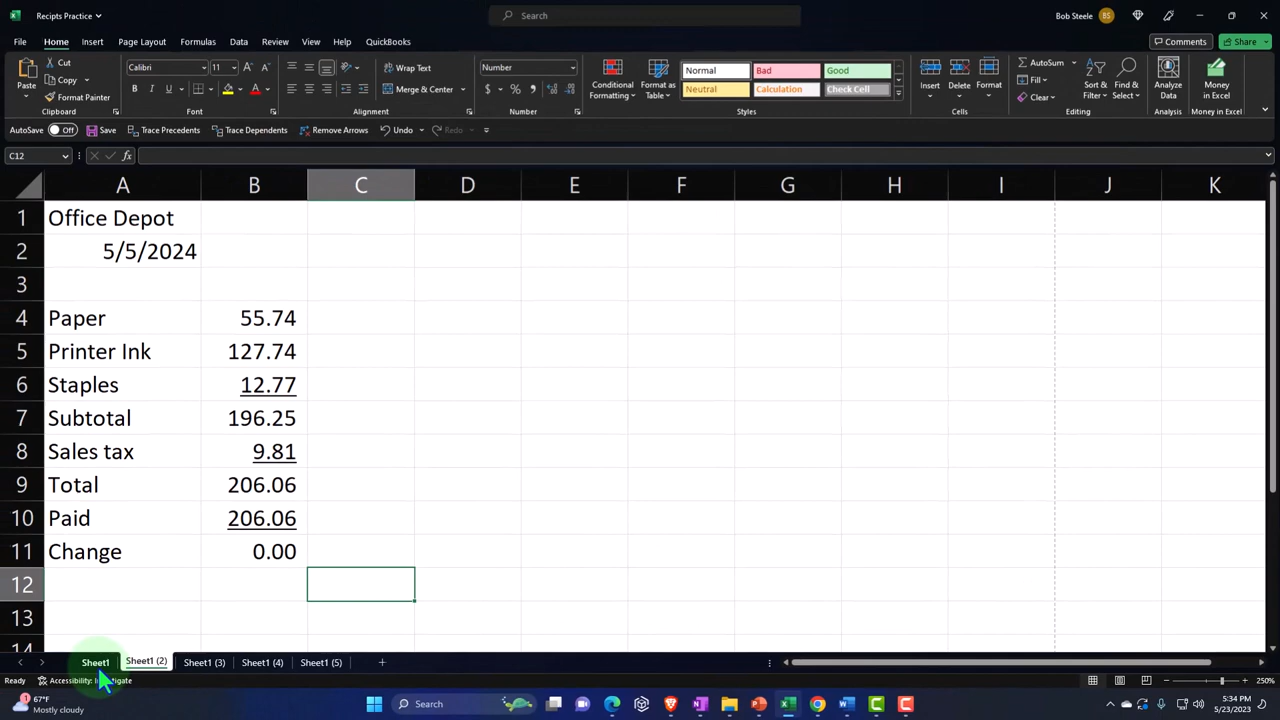 Recipts Practice
Search
Bob Steele BS
File Home Insert Page Layout Formulas Data Review View Help QuickBooks
Comments Share
Paste Cut Copy Format Painter
Calibri 11
B I U
Wrap Text
Merge & Center
Number
$ % 9
Conditional Formatting
Format as Table
Normal Bad Good
Neutral Calculation Check Cell
Insert Delete Format
AutoSum Fill Clear
Sort & Filter
Find & Select
Analyze Data
Money in Excel
Clipboard Font Alignment Number Styles Cells Editing Analysis Money in Excel
AutoSave Off Save Trace Precedents Trace Dependents Remove Arrows Undo Redo
C12 fx
A B C D E F G H I J K
1 Office Depot
2 5/5/2024
3
4 Paper 55.74
5 Printer Ink 127.74
6 Staples 12.77
7 Subtotal 196.25
8 Sales tax 9.81
9 Total 206.06
10 Paid 206.06
11 Change 0.00
12
13
14
Sheet1 Sheet1 (2) Sheet1 (3) Sheet1 (4) Sheet1 (5)
Ready Accessibility: 250%
67°F
Mostly cloudy
Search
5:34 PM
5/23/2023